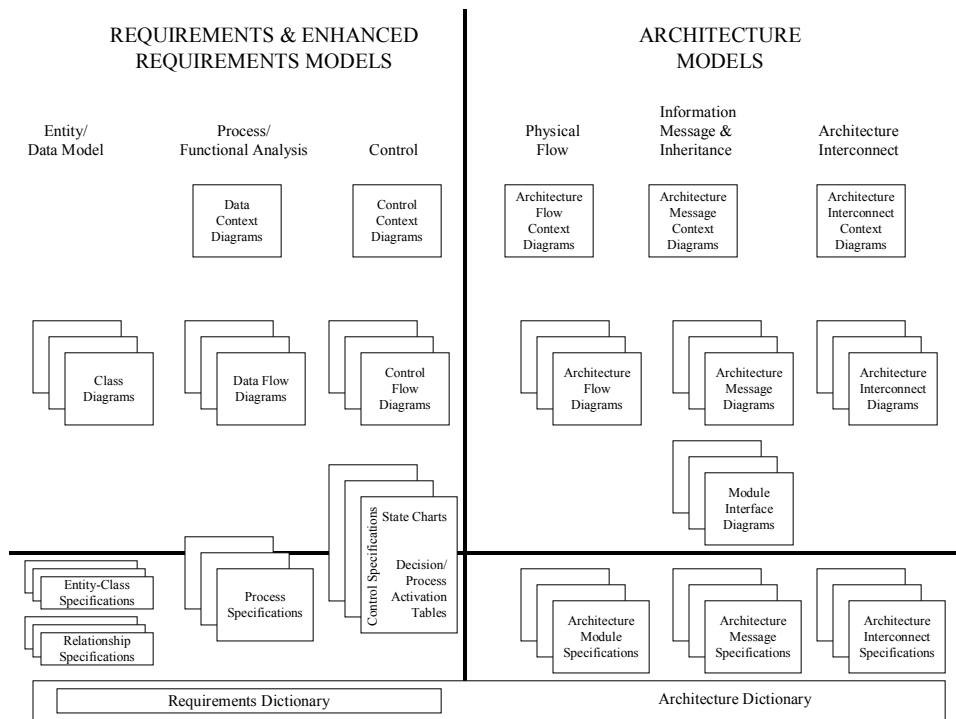 REQUIREMENTS & ENHANCED
REQUIREMENTS MODELS
ARCHITECTURE
MODELS
Entity/
Data Model
Process/
Functional Analysis
Control
Physical
Flow
Information
Message &
Inheritance
Architecture
Interconnect
Data
Context
Diagrams
Control
Context
Diagrams
Architecture
Flow
Context
Diagrams
Architecture
Message
Context
Diagrams
Architecture
Interconnect
Context
Diagrams
Class
Diagrams
Data Flow
Diagrams
Control
Flow
Diagrams
Architecture
Flow
Diagrams
Architecture
Message
Diagrams
Architecture
Interconnect
Diagrams
Module
Interface
Diagrams
Control Specifications
State Charts
Decision/
Process
Activation
Tables
Entity-Class
Specifications
Relationship
Specifications
Process
Specifications
Architecture
Module
Specifications
Architecture
Message
Specifications
Architecture
Interconnect
Specifications
Requirements Dictionary
Architecture Dictionary